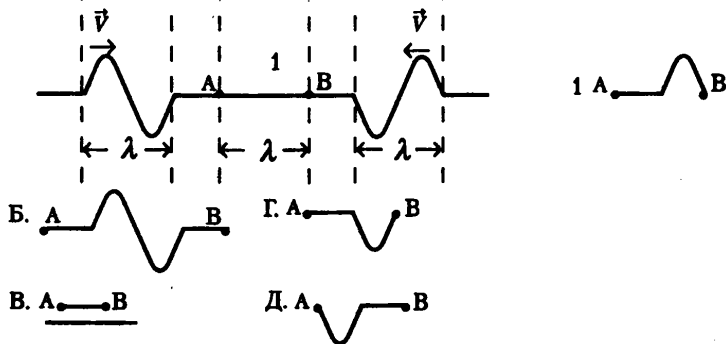 v⃗ v⃗
1
A B 1 A B
λ λ λ
Б. A B Г. A B
В. A B Д. A B